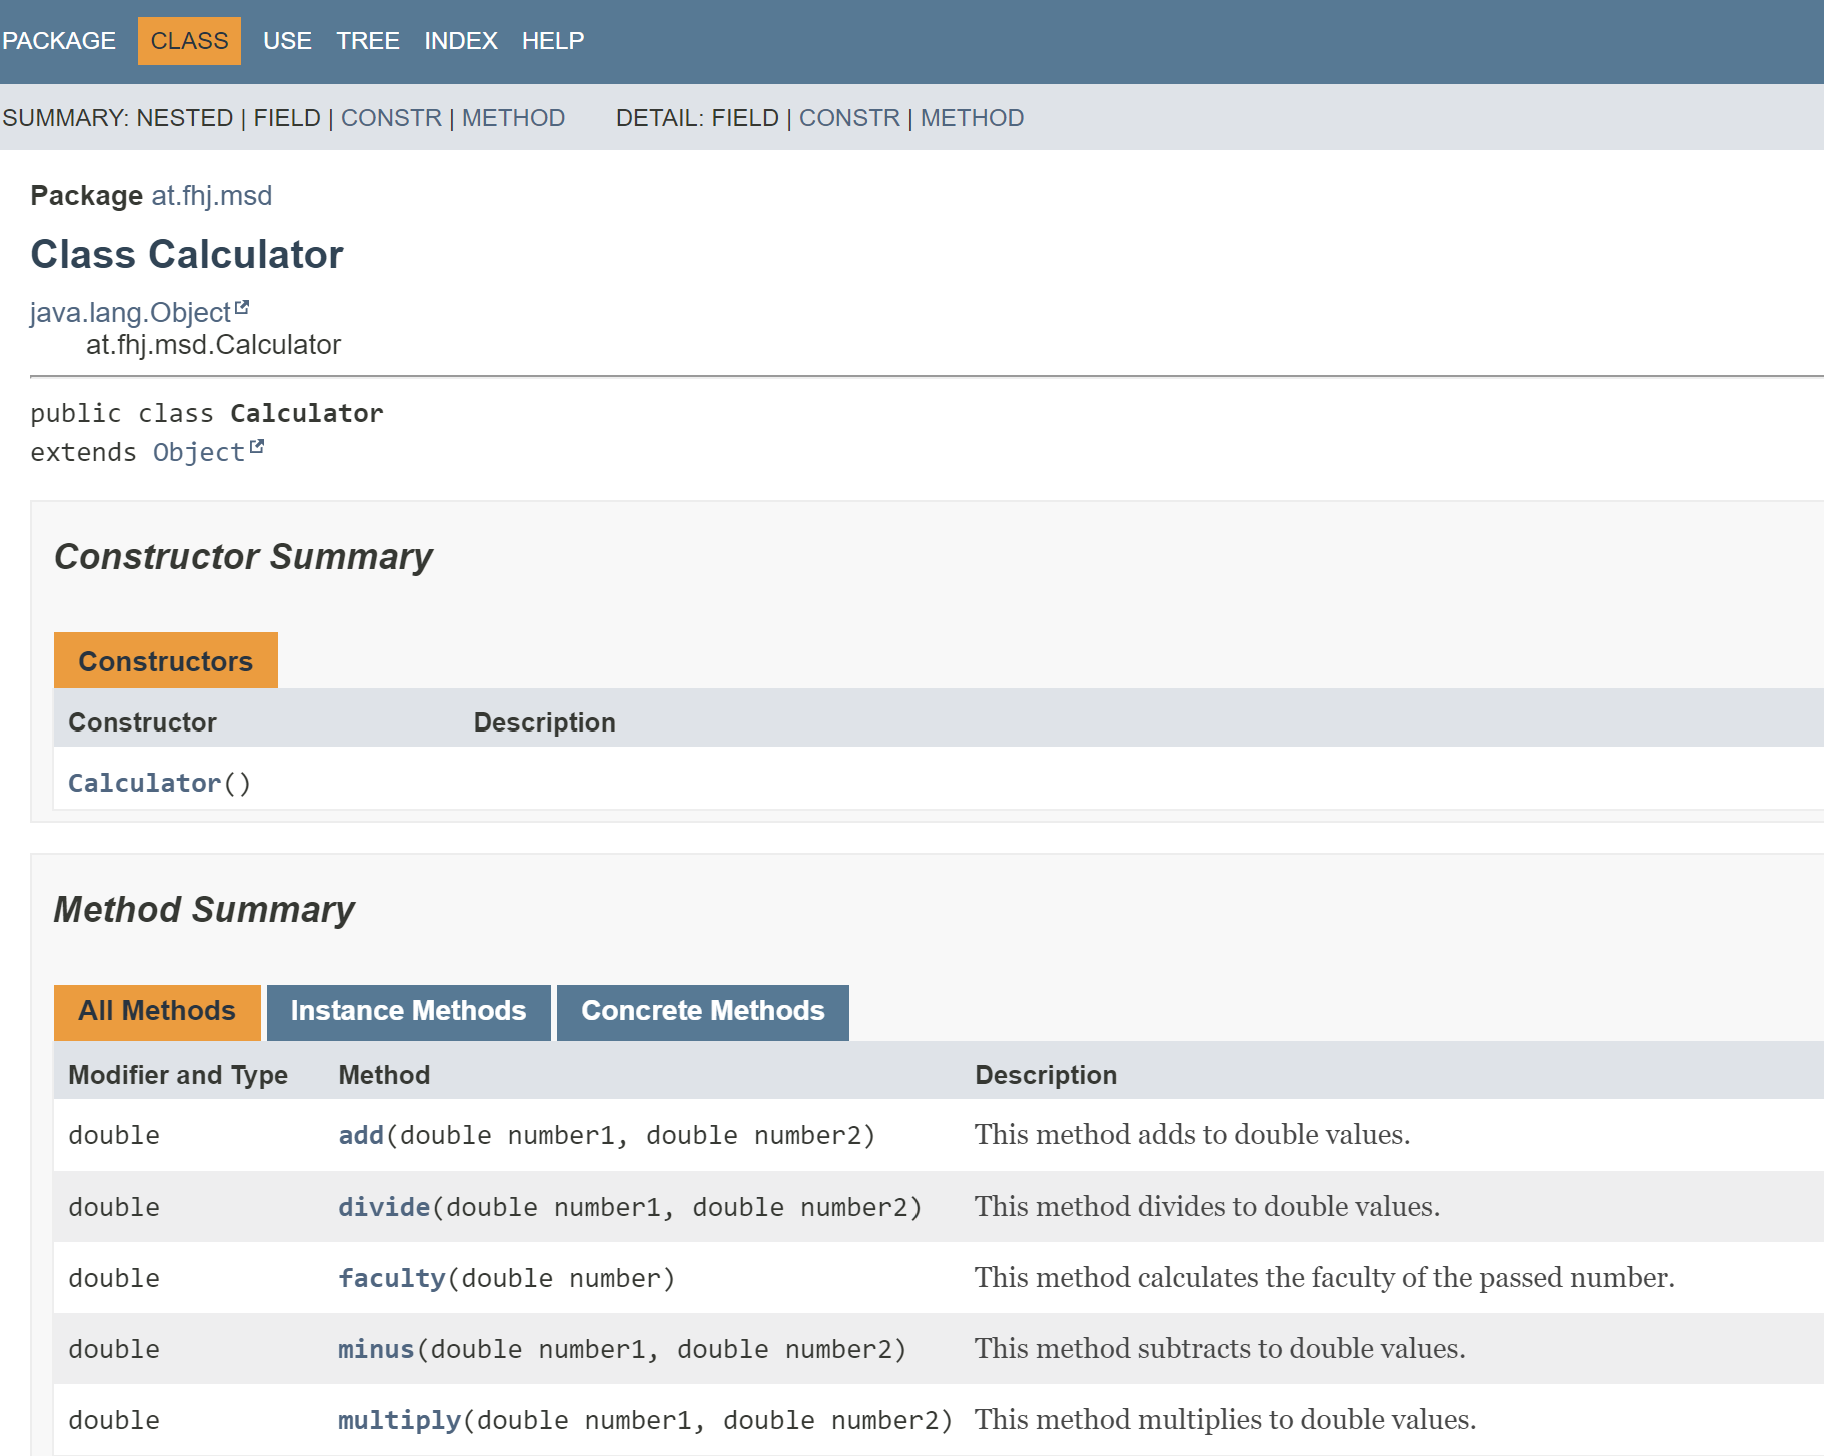 PACKAGE CLASS USE TREE INDEX HELP
SUMMARY: NESTED | FIELD | CONSTR | METHOD DETAIL: FIELD | CONSTR | METHOD
Package at.fhj.msd
Class Calculator
java.lang.Object
at.fhj.msd.Calculator
public class Calculator
extends Object
Constructor Summary
Constructors
Constructor Description
Calculator()
Method Summary
All Methods Instance Methods Concrete Methods
Modifier and Type Method Description
double add(double number1, double number2) This method adds to double values.
double divide(double number1, double number2) This method divides to double values.
double faculty(double number) This method calculates the faculty of the passed number.
double minus(double number1, double number2) This method subtracts to double values.
double multiply(double number1, double number2) This method multiplies to double values.